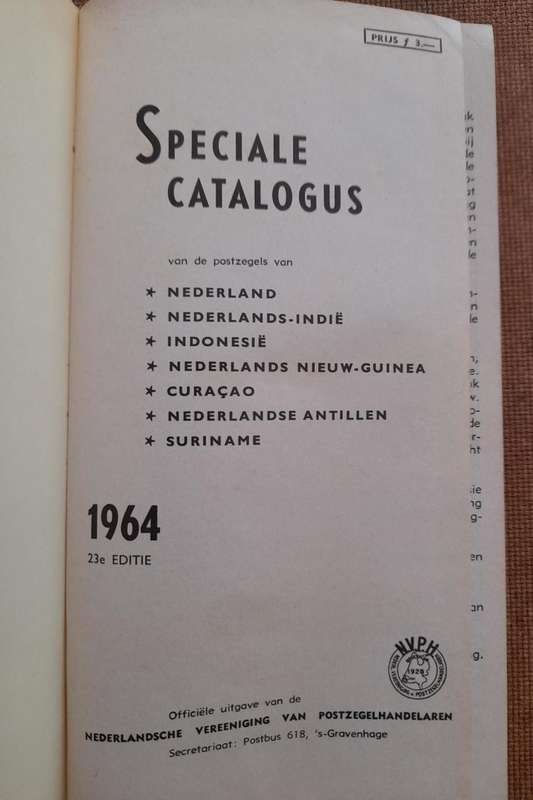 PRIJS f 3,—
SPECIALE
CATALOGUS
van de postzegels van
* NEDERLAND
* NEDERLANDS-INDIË
* INDONESIË
* NEDERLANDS NIEUW-GUINEA
* CURAÇAO
* NEDERLANDSE ANTILLEN
* SURINAME
1964
23e EDITIE
N.V.P.H
1928
Officiële uitgave van de
NEDERLANDSCHE VEREENIGING VAN POSTZEGELHANDELAREN
Secretariaat: Postbus 618, 's-Gravenhage